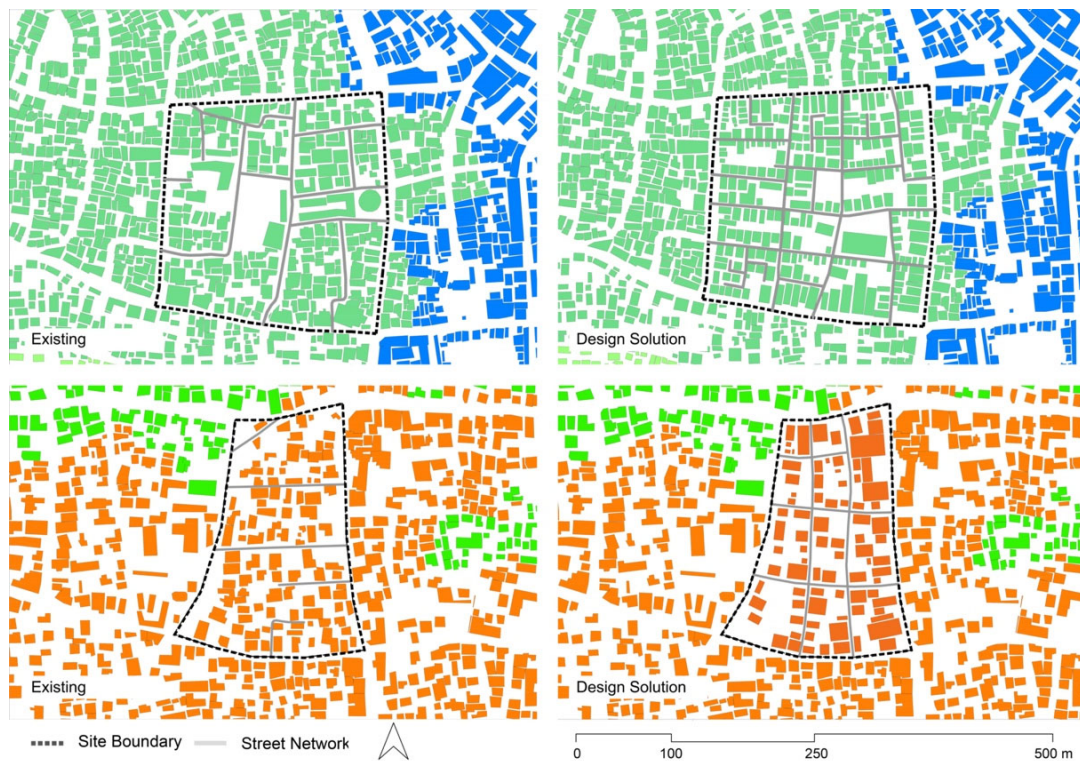 Existing
Design Solution
Existing
Design Solution
Site Boundary
Street Network
0 100 250 500 m